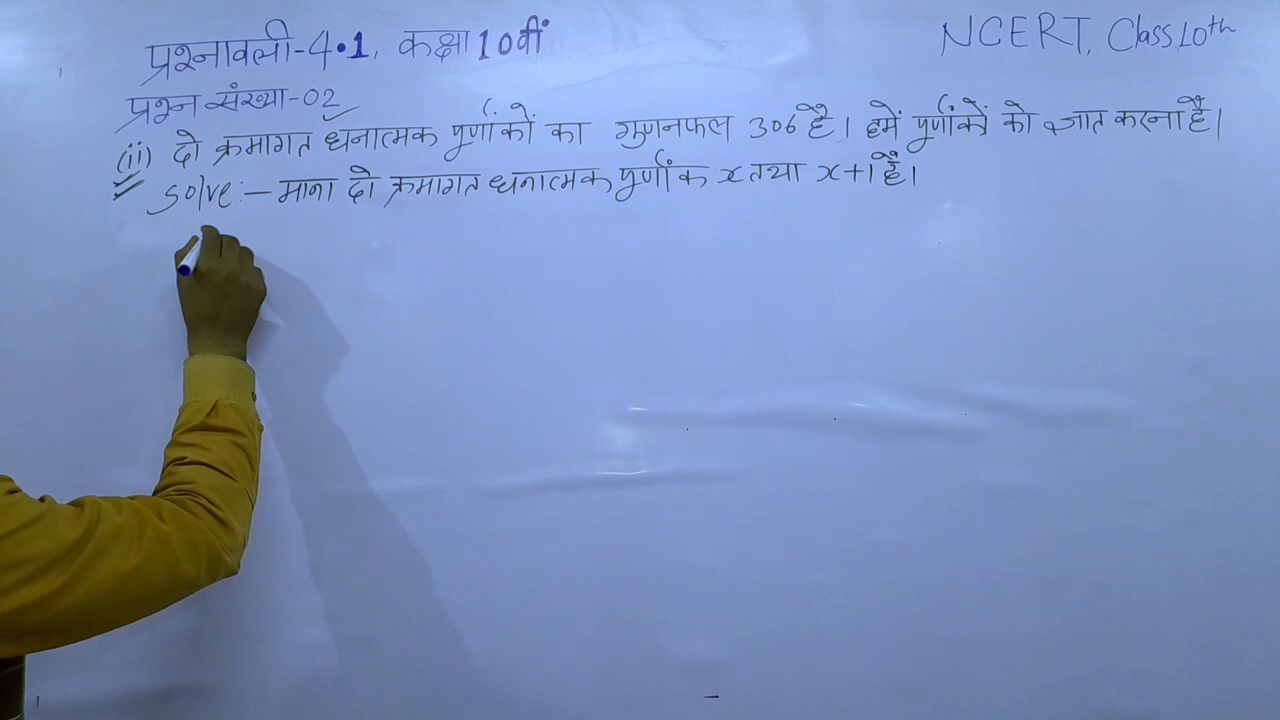 प्रश्नावली-4.1, कक्षा 10वीं
NCERT, Class 10th
प्रश्न संख्या-02
(ii) दो क्रमागत धनात्मक पूर्णांकों का गुणनफल 306 है। हमें पूर्णांकों को ज्ञात करना है।
Solve:- माना दो क्रमागत धनात्मक पूर्णांक x तथा x+1 हैं।